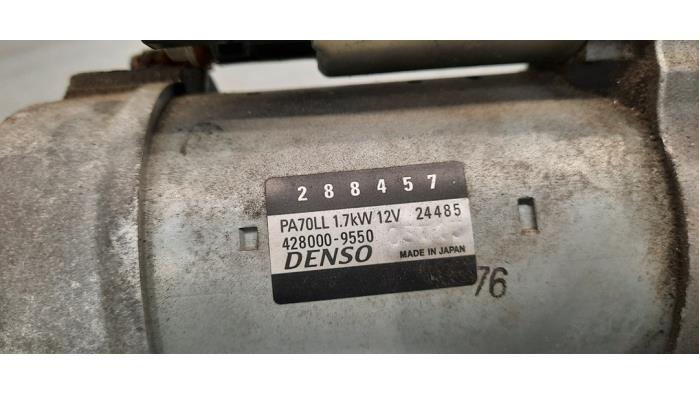 288457
PA70LL 1.7kW 12V 24485
428000-9550
DENSO MADE IN JAPAN
76